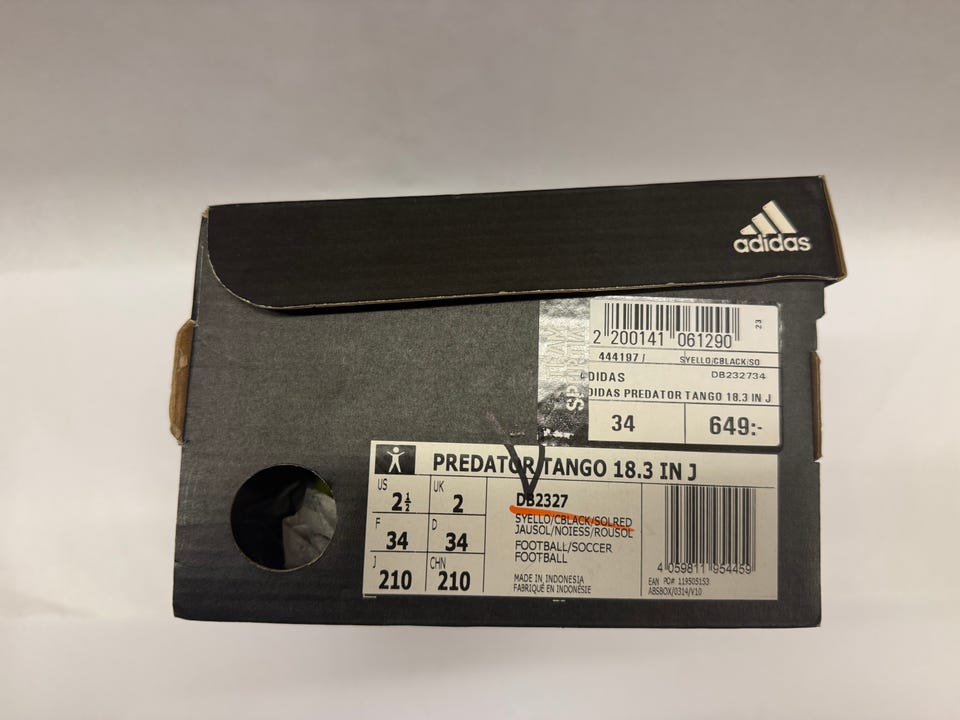 adidas
2 200141 061290
23
444197/ SYELLO/CBLACK/SO
DIDAS DB232734
DIDAS PREDATOR TANGO 18.3 IN J
34 649:-
TEAM
SPORTIA
PREDATOR TANGO 18.3 IN J
US 2½ UK 2
F 34 D 34
J 210 CHN 210
DB2327
SYELLO/CBLACK/SOLRED
JAUSOL/NOIESS/ROUSOL
FOOTBALL/SOCCER
FOOTBALL
MADE IN INDONESIA
FABRIQUÉ EN INDONÉSIE
4 059811 954459
EAN PO# 119505153
ABSBOX/0314/V10